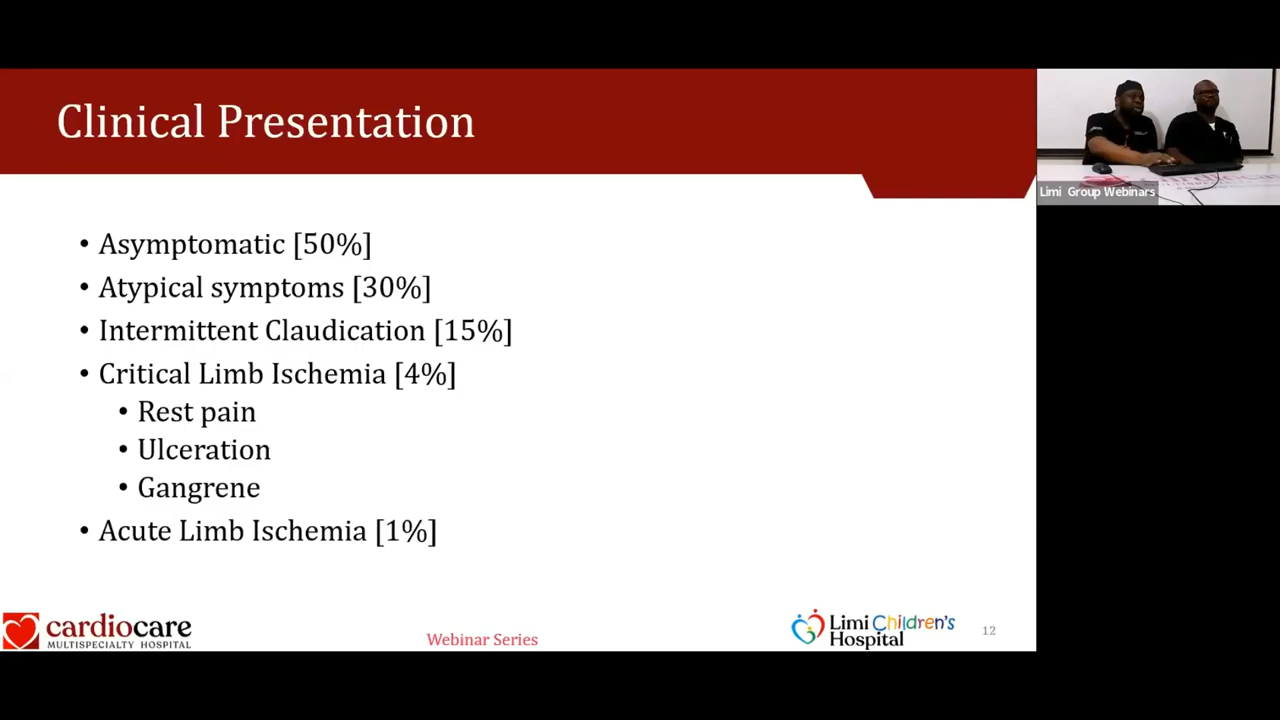 Clinical Presentation
• Asymptomatic [50%]
• Atypical symptoms [30%]
• Intermittent Claudication [15%]
• Critical Limb Ischemia [4%]
• Rest pain
• Ulceration
• Gangrene
• Acute Limb Ischemia [1%]
Limi Group Webinars
cardiocare
MULTISPECIALTY HOSPITAL
Webinar Series
Limi Children's
Hospital
12